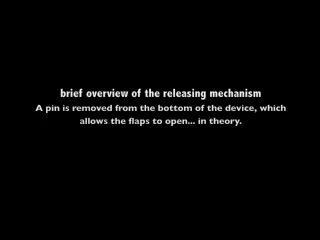 brief overview of the releasing mechanism
A pin is removed from the bottom of the device, which
allows the flaps to open... in theory.